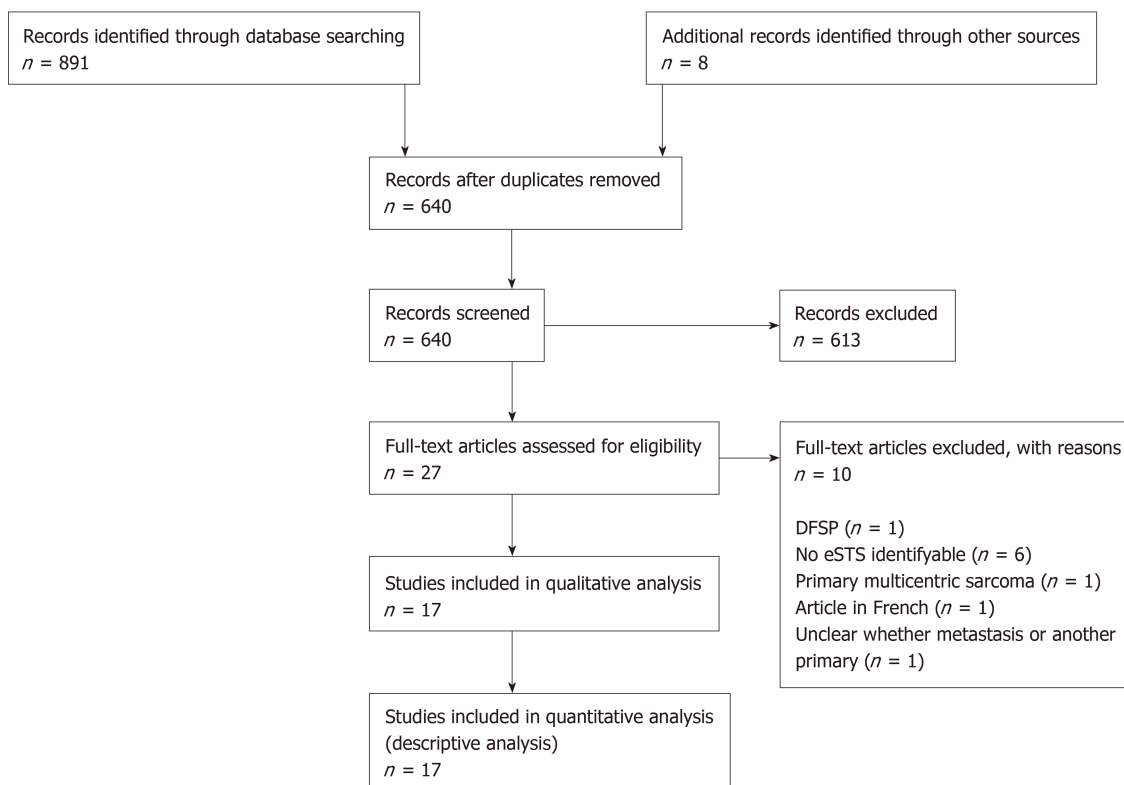 Records identified through database searching
n = 891
Additional records identified through other sources
n = 8
Records after duplicates removed
n = 640
Records screened
n = 640
Records excluded
n = 613
Full-text articles assessed for eligibility
n = 27
Full-text articles excluded, with reasons
n = 10
DFSP (n = 1)
No eSTS identifyable (n = 6)
Primary multicentric sarcoma (n = 1)
Article in French (n = 1)
Unclear whether metastasis or another
primary (n = 1)
Studies included in qualitative analysis
n = 17
Studies included in quantitative analysis
(descriptive analysis)
n = 17